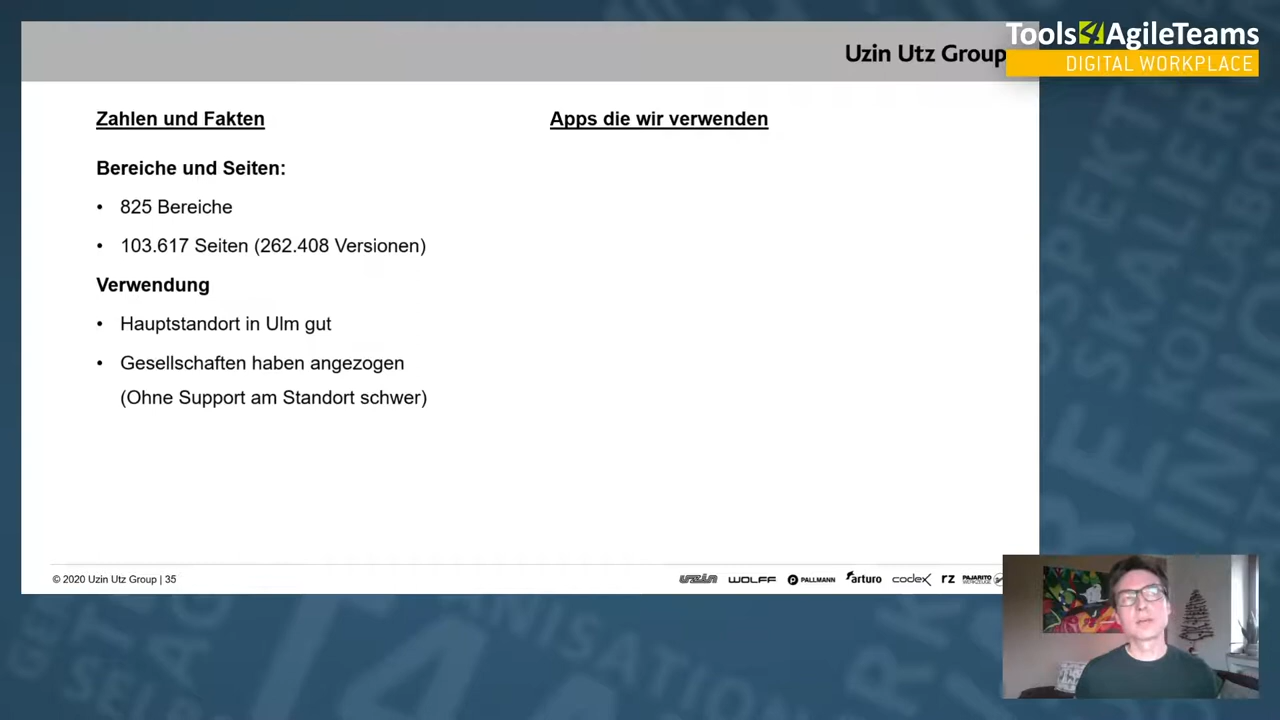 Tools4AgileTeams
DIGITAL WORKPLACE
Uzin Utz Group
Zahlen und Fakten
Bereiche und Seiten:
• 825 Bereiche
• 103.617 Seiten (262.408 Versionen)
Verwendung
• Hauptstandort in Ulm gut
• Gesellschaften haben angezogen
(Ohne Support am Standort schwer)
Apps die wir verwenden
© 2020 Uzin Utz Group | 35
uzin WOLFF PALLMANN arturo codex rz PAJARITO